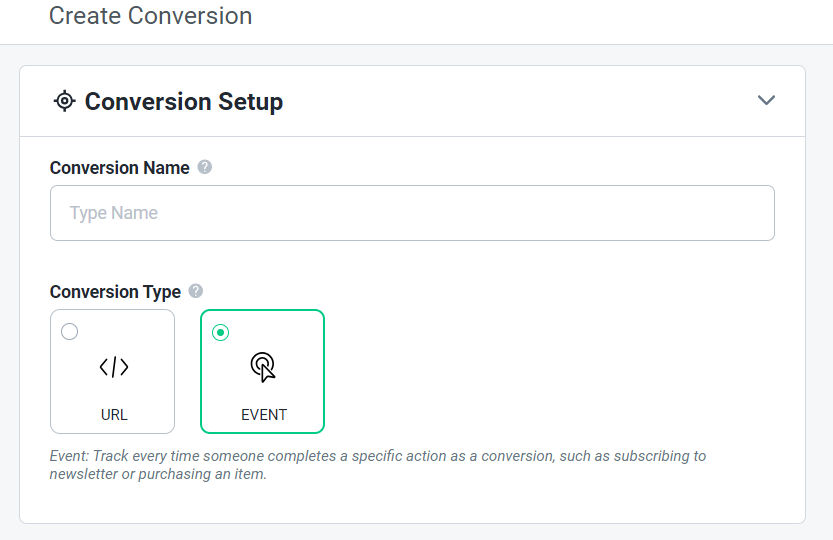 Create Conversion
Conversion Setup
Conversion Name ?
Type Name
Conversion Type ?
</>
URL
EVENT
Event: Track every time someone completes a specific action as a conversion, such as subscribing to
newsletter or purchasing an item.